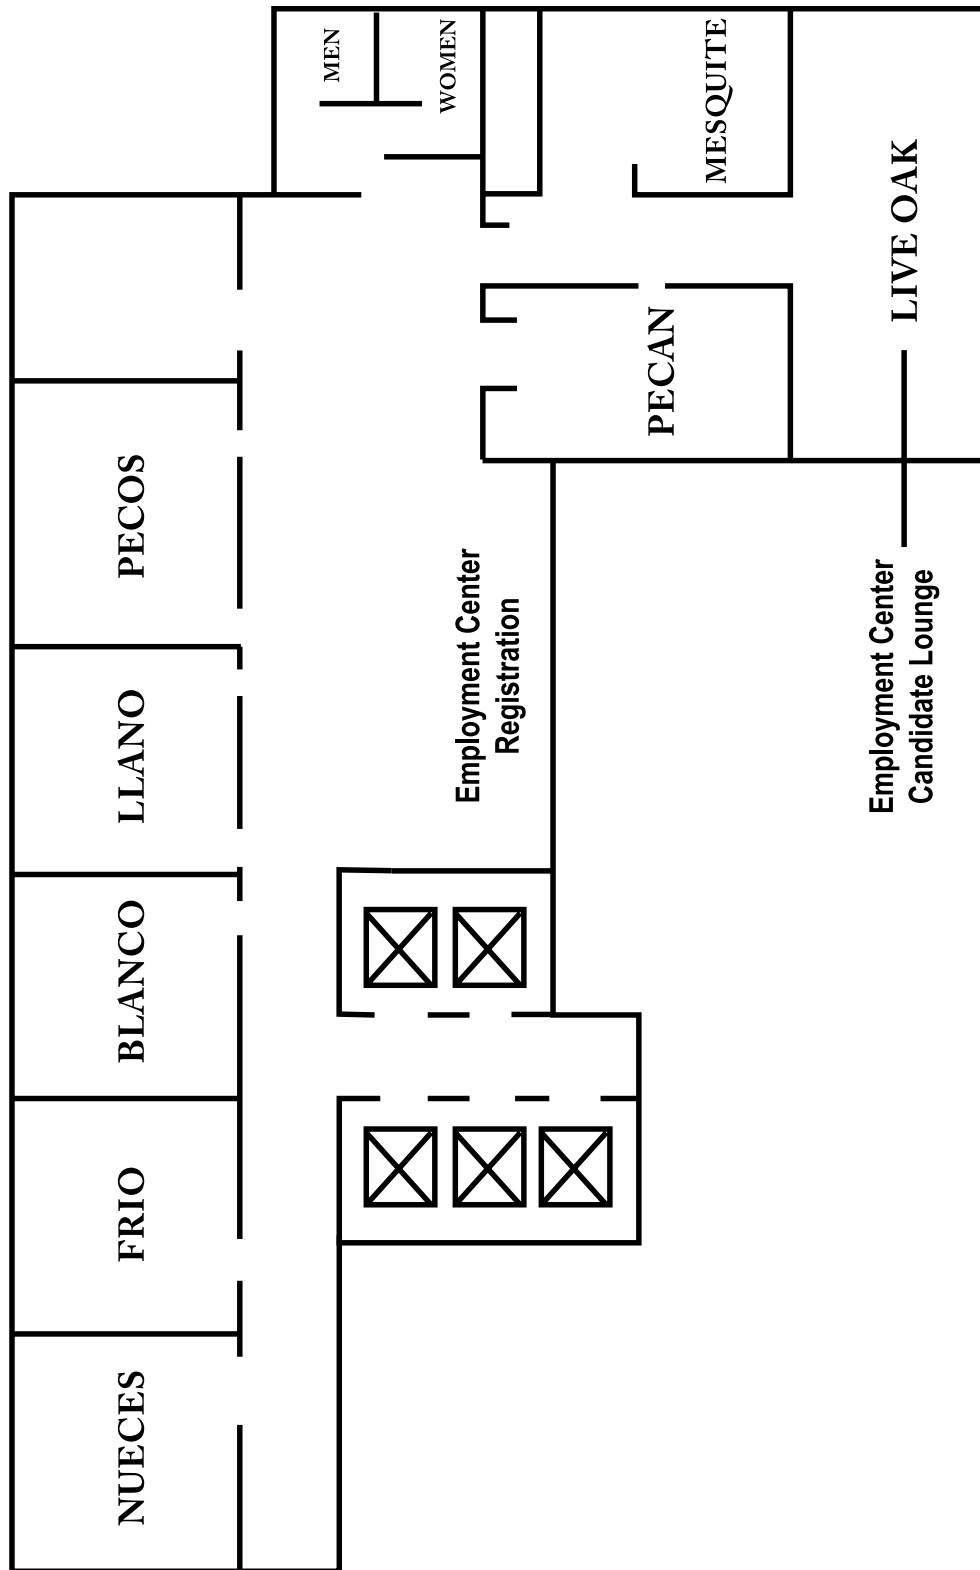 MEN
WOMEN
MESQUITE
LIVE OAK
PECAN
PECOS
LLANO
BLANCO
FRIO
NUECES
Employment Center
Registration
Employment Center
Candidate Lounge